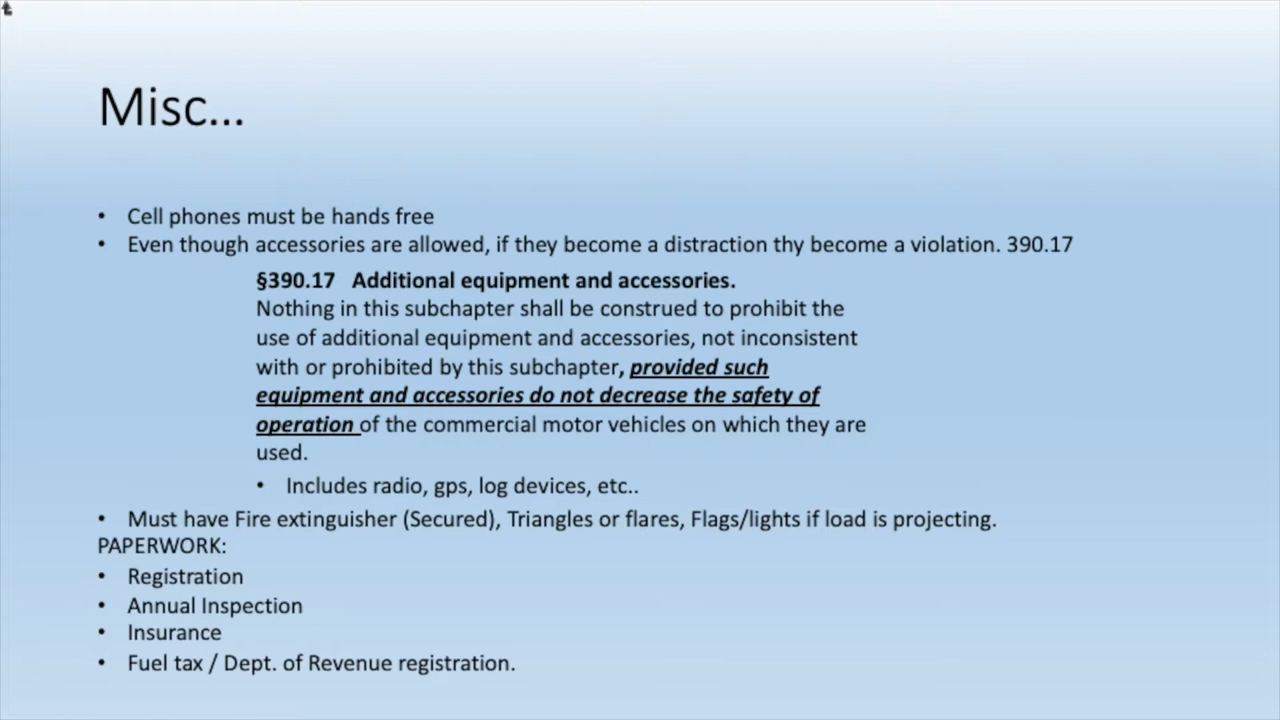 Misc...
• Cell phones must be hands free
• Even though accessories are allowed, if they become a distraction thy become a violation. 390.17
§390.17 Additional equipment and accessories.
Nothing in this subchapter shall be construed to prohibit the
use of additional equipment and accessories, not inconsistent
with or prohibited by this subchapter, provided such
equipment and accessories do not decrease the safety of
operation of the commercial motor vehicles on which they are
used.
• Includes radio, gps, log devices, etc..
• Must have Fire extinguisher (Secured), Triangles or flares, Flags/lights if load is projecting.
PAPERWORK:
• Registration
• Annual Inspection
• Insurance
• Fuel tax / Dept. of Revenue registration.